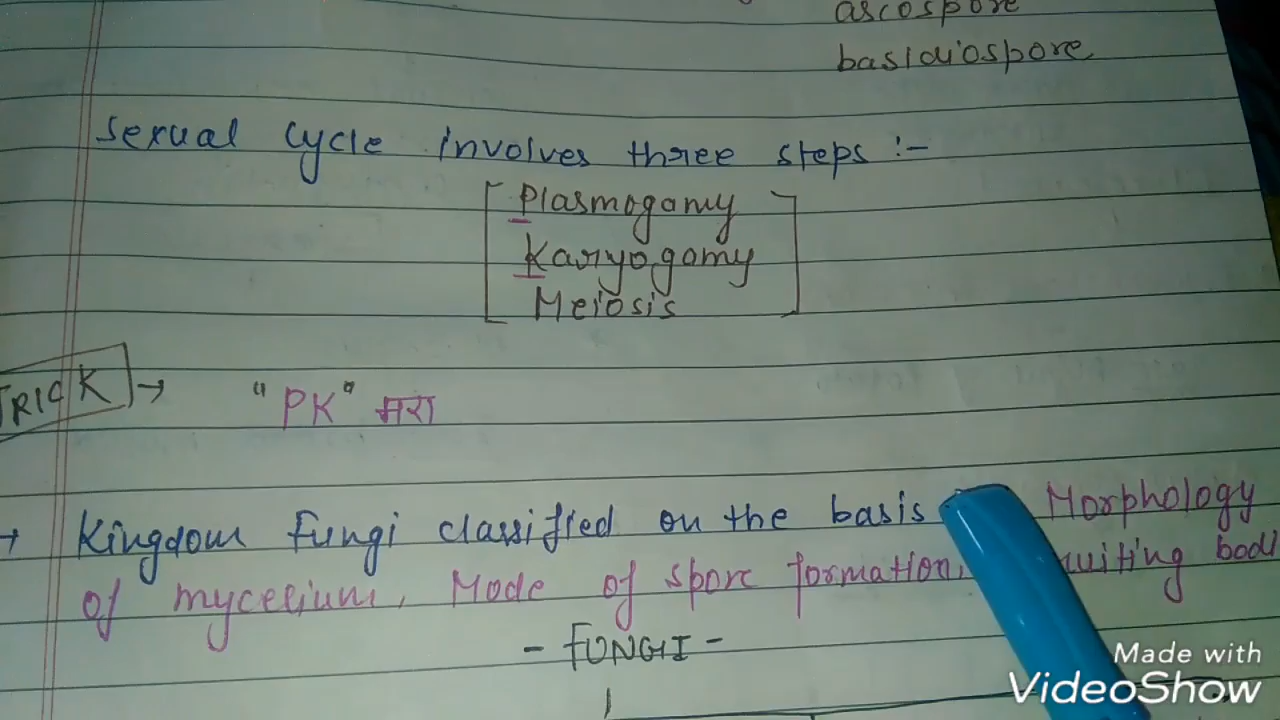 ascospore
basidiospore
Sexual cycle involves three steps :-
Plasmogamy
Karyogamy
Meiosis
TRICK → "PK" मरा
→ Kingdom Fungi classified on the basis Morphology
of mycelium, Mode of spore formation, uiting bodi
- FUNGI -
Made with
VideoShow